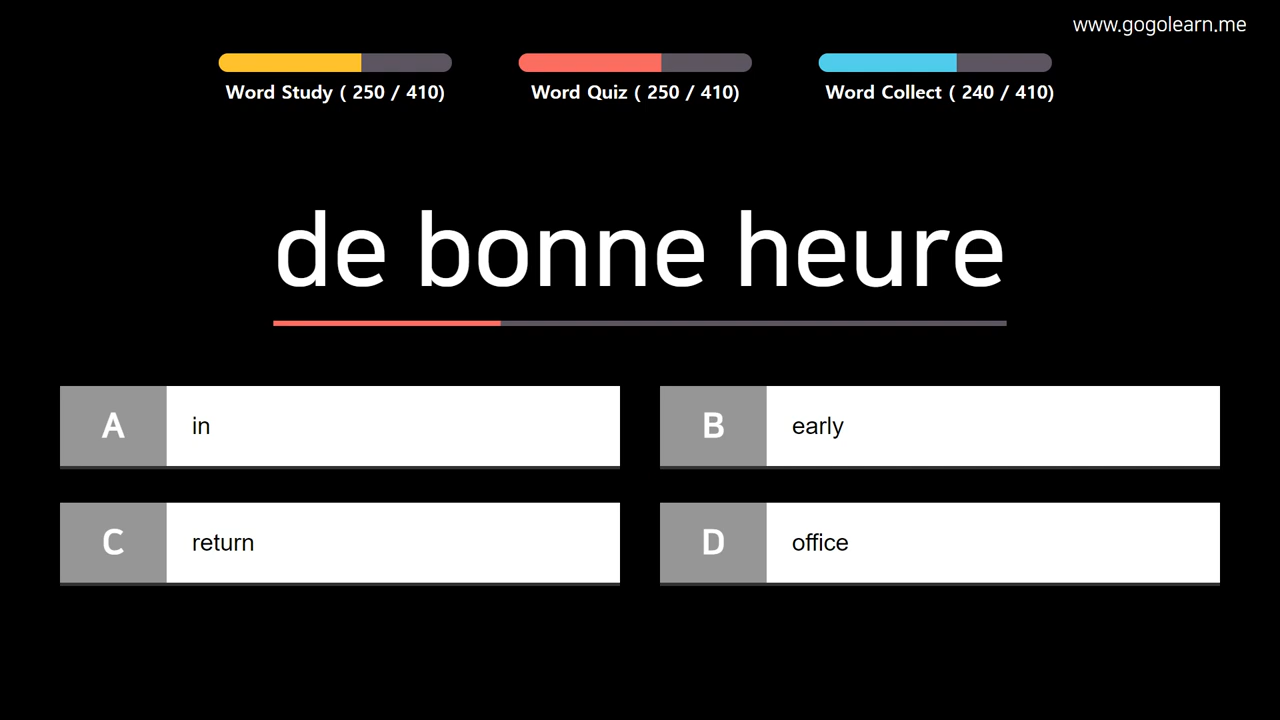 www.gogolearn.me
Word Study ( 250 / 410)
Word Quiz ( 250 / 410)
Word Collect ( 240 / 410)
de bonne heure
A in
B early
C return
D office